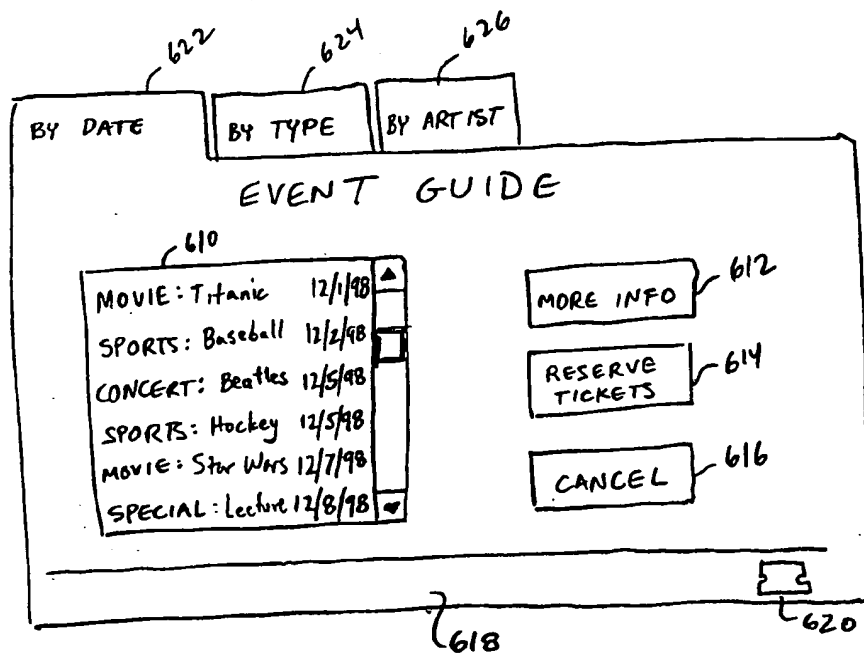 622
624
626
BY DATE
BY TYPE
BY ARTIST
EVENT GUIDE
610
MOVIE: Titanic 12/1/98
SPORTS: Baseball 12/2/98
CONCERT: Beatles 12/5/98
SPORTS: Hockey 12/5/98
MOVIE: Star Wars 12/7/98
SPECIAL: Lecture 12/8/98
MORE INFO
612
RESERVE
TICKETS
614
CANCEL
616
618
620